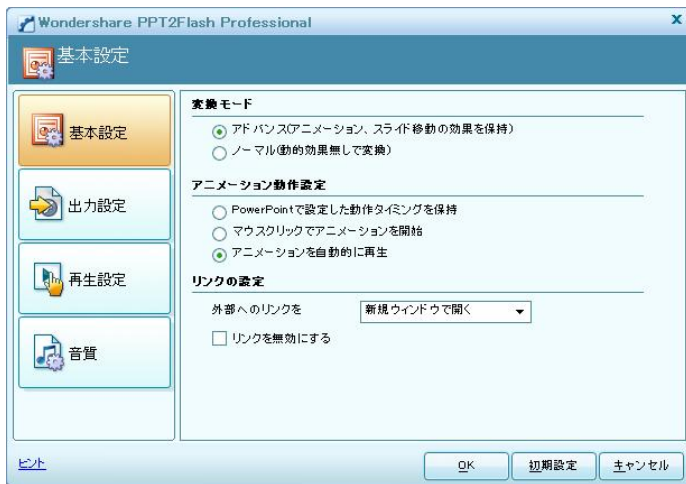 Wondershare PPT2Flash Professional
基本設定
基本設定
出力設定
再生設定
音質
変換モード
アドバンス(アニメーション、スライド移動の効果を保持)
ノーマル(動的効果無しで変換)
アニメーション動作設定
PowerPointで設定した動作タイミングを保持
マウスクリックでアニメーションを開始
アニメーションを自動的に再生
リンクの設定
外部へのリンクを 新規ウィンドウで開く
リンクを無効にする
ヒント
OK 初期設定 キャンセル